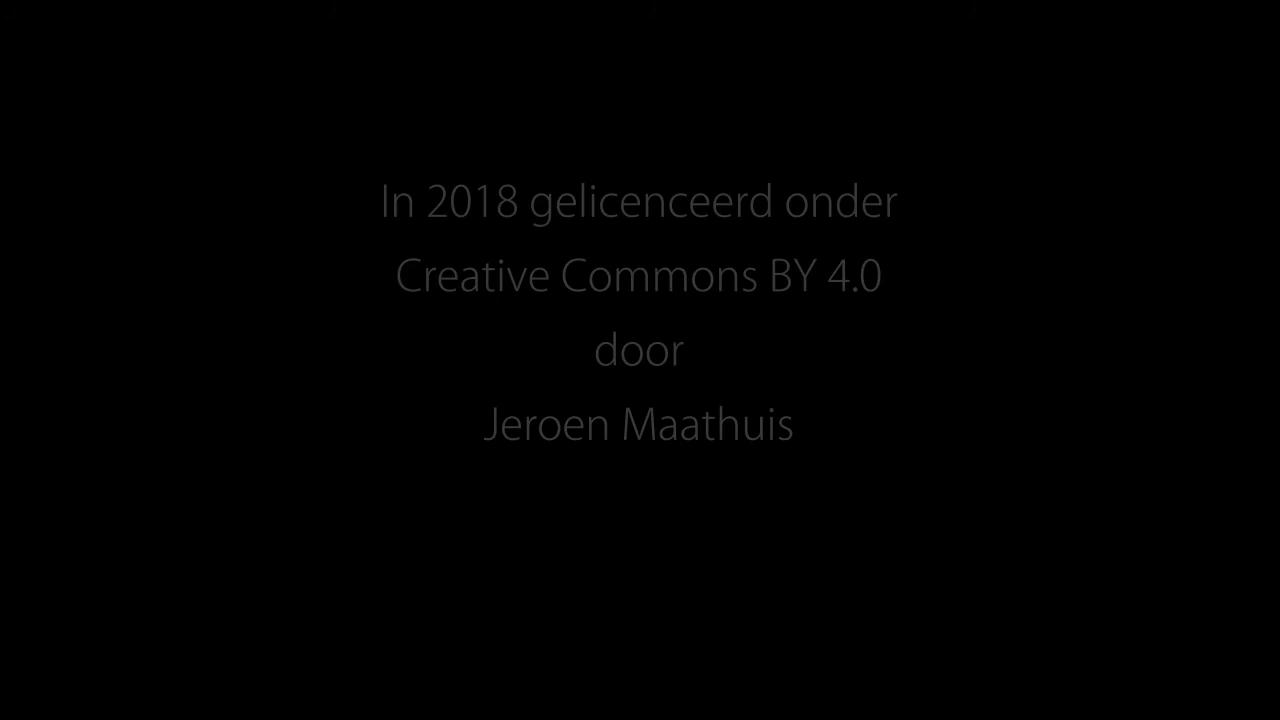 In 2018 gelicenceerd onder
Creative Commons BY 4.0
door
Jeroen Maathuis